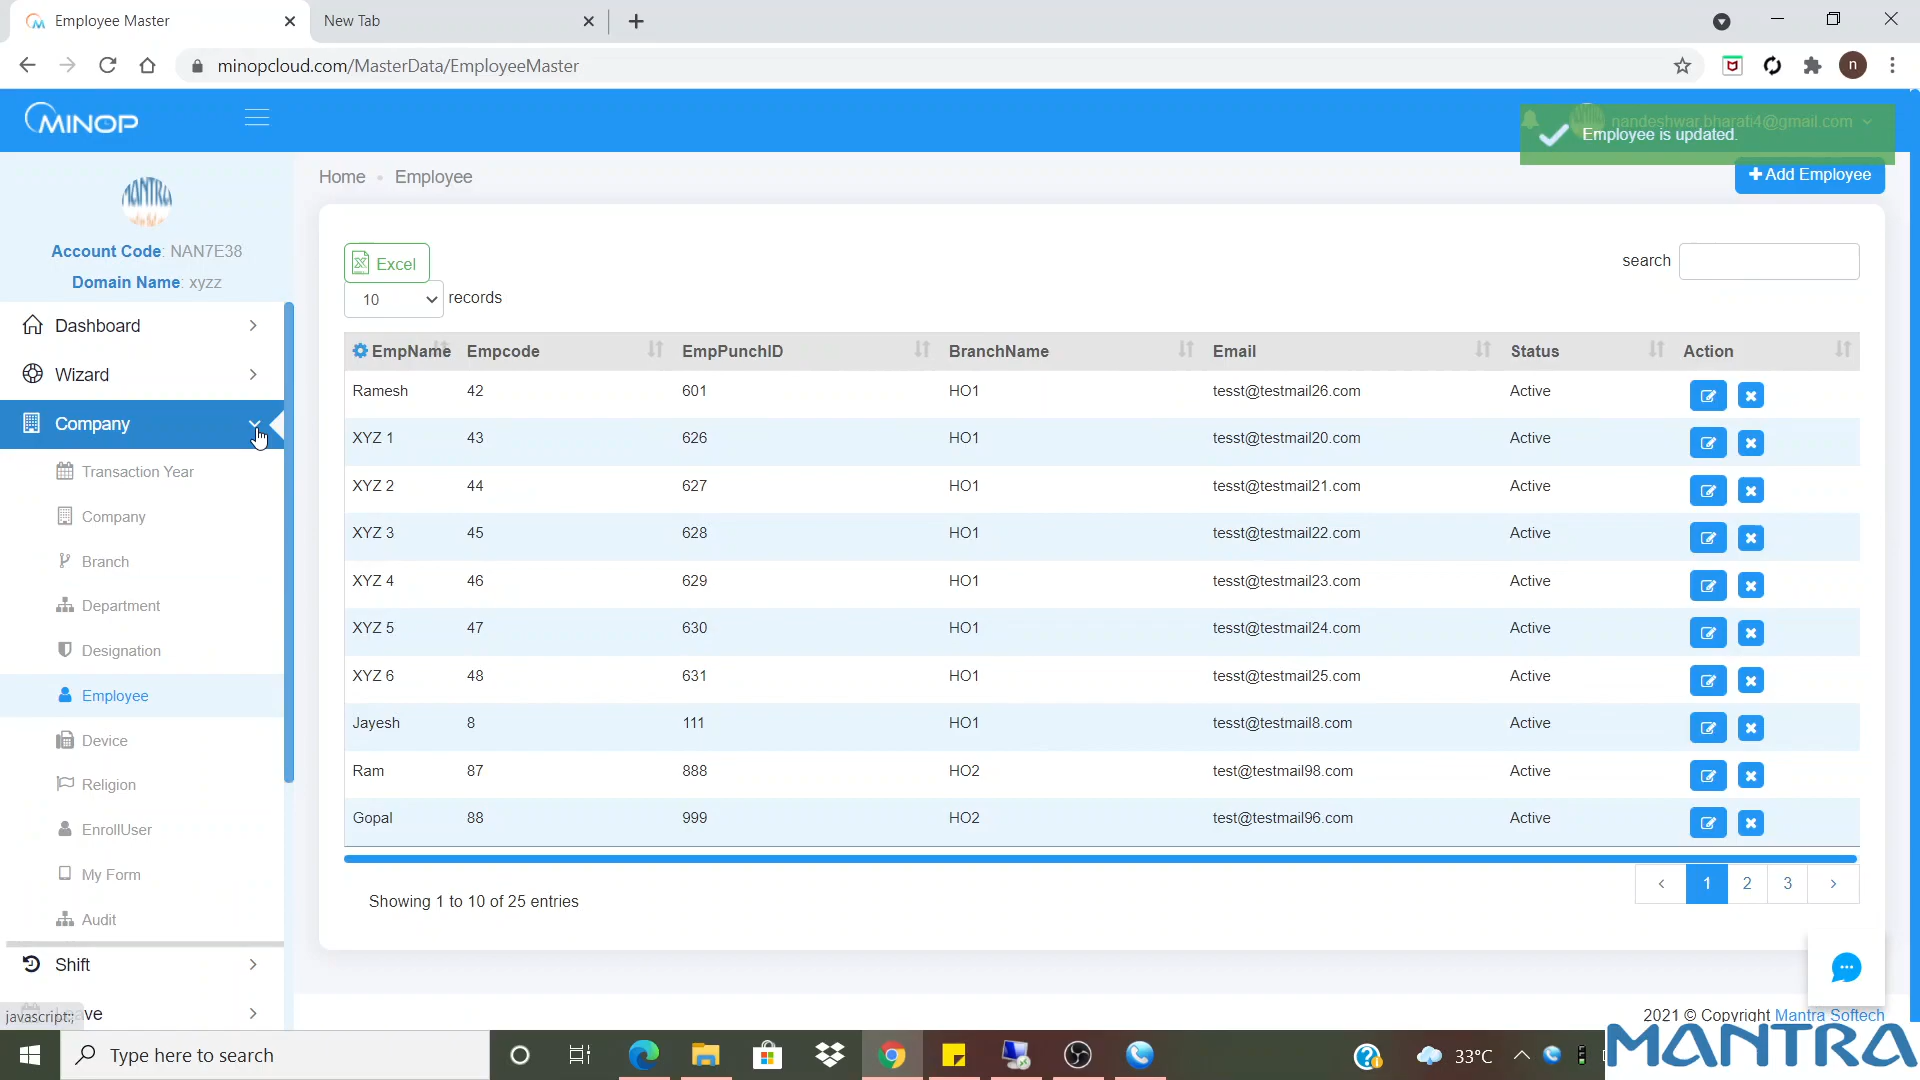 Employee Master
New Tab
minopcloud.com/MasterData/EmployeeMaster
n
MINOP
nandeshwar.bharati4@gmail.com
Employee is updated.
MANTRA
Account Code: NAN7E38
Domain Name: xyzz
Home • Employee
+ Add Employee
Excel
10 records
search
EmpName Empcode EmpPunchID BranchName Email Status Action
Ramesh 42 601 HO1 tesst@testmail26.com Active
XYZ 1 43 626 HO1 tesst@testmail20.com Active
XYZ 2 44 627 HO1 tesst@testmail21.com Active
XYZ 3 45 628 HO1 tesst@testmail22.com Active
XYZ 4 46 629 HO1 tesst@testmail23.com Active
XYZ 5 47 630 HO1 tesst@testmail24.com Active
XYZ 6 48 631 HO1 tesst@testmail25.com Active
Jayesh 8 111 HO1 tesst@testmail8.com Active
Ram 87 888 HO2 test@testmail98.com Active
Gopal 88 999 HO2 test@testmail96.com Active
Showing 1 to 10 of 25 entries
‹ 1 2 3 ›
Dashboard
Wizard
Company
Transaction Year
Company
Branch
Department
Designation
Employee
Device
Religion
EnrollUser
My Form
Audit
Shift
javascript:;
2021 © Copyright Mantra Softech
Type here to search
33°C
MANTRA